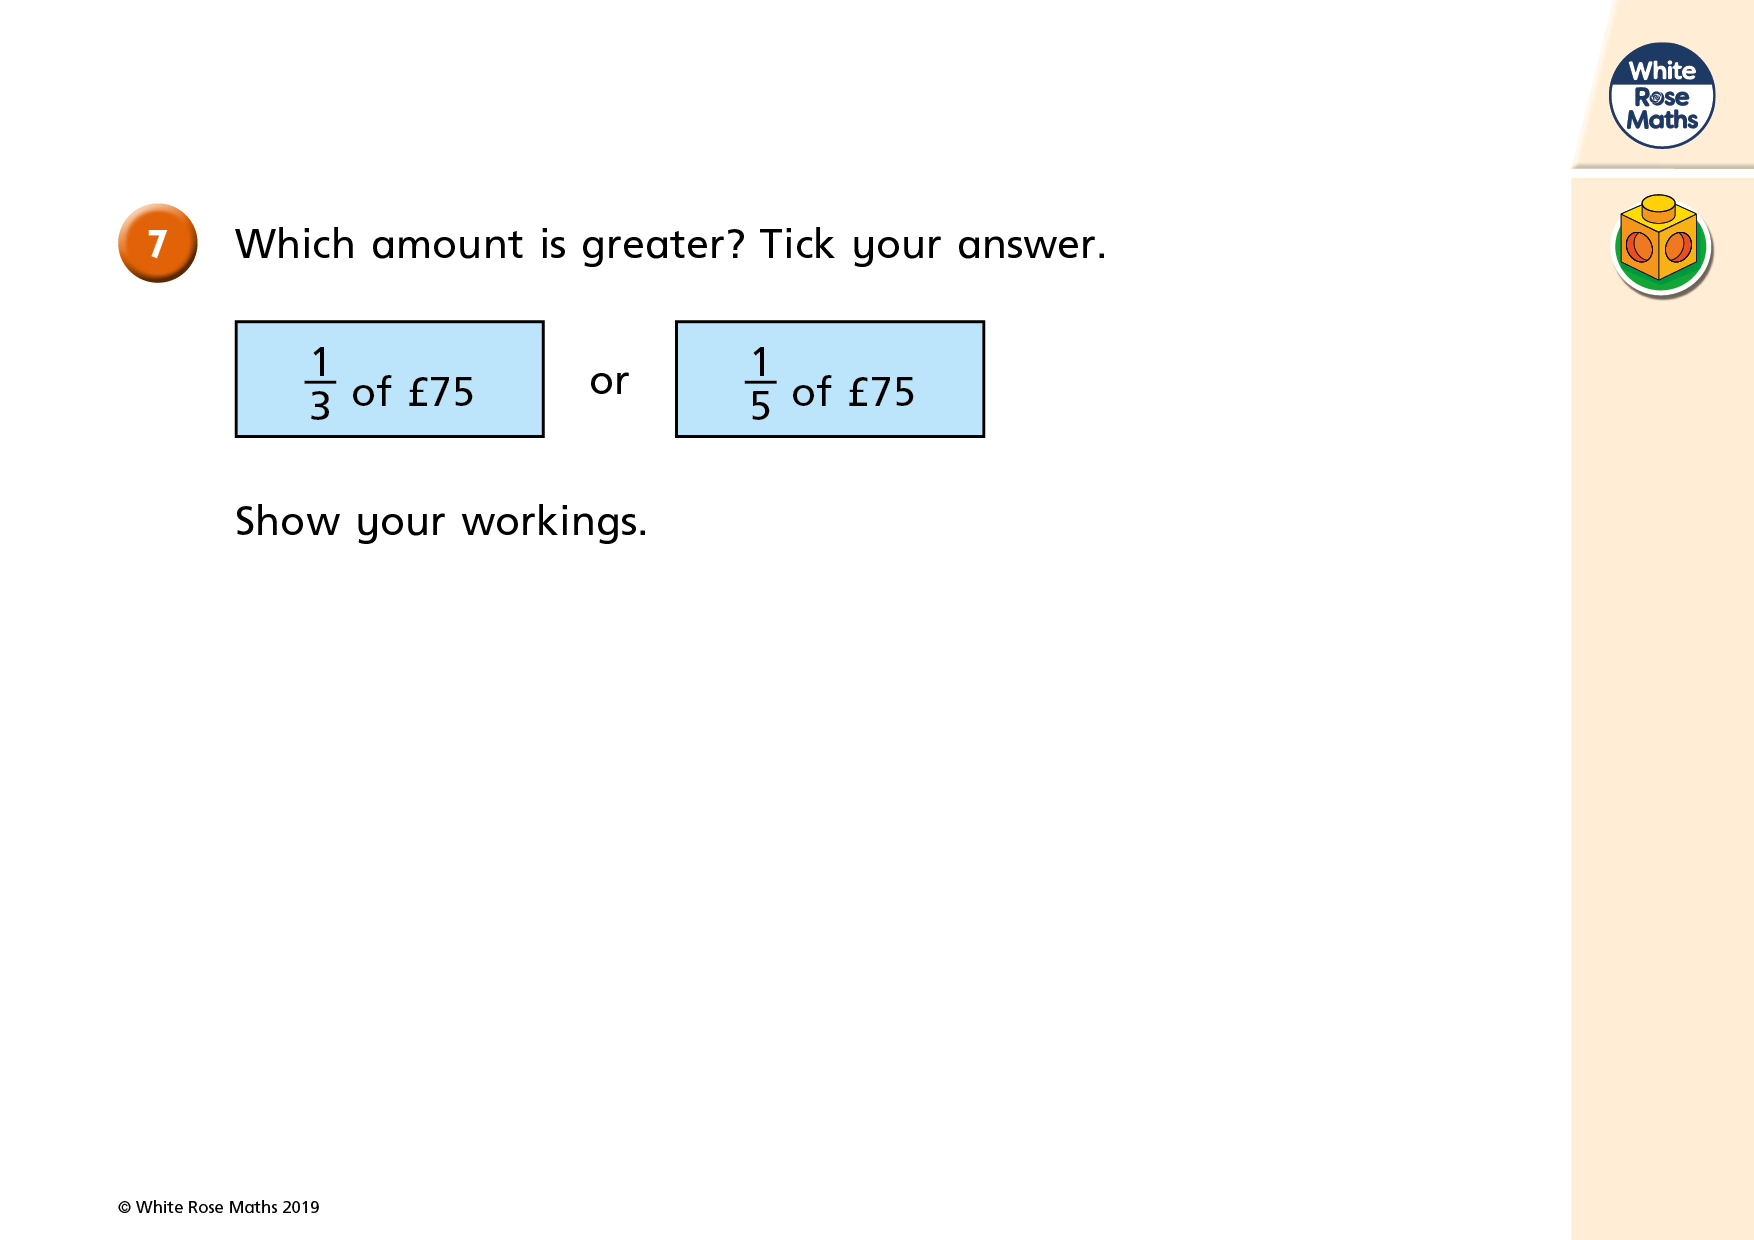 White
Rose
Maths
7 Which amount is greater? Tick your answer.
1/3 of £75 or 1/5 of £75
Show your workings.
© White Rose Maths 2019